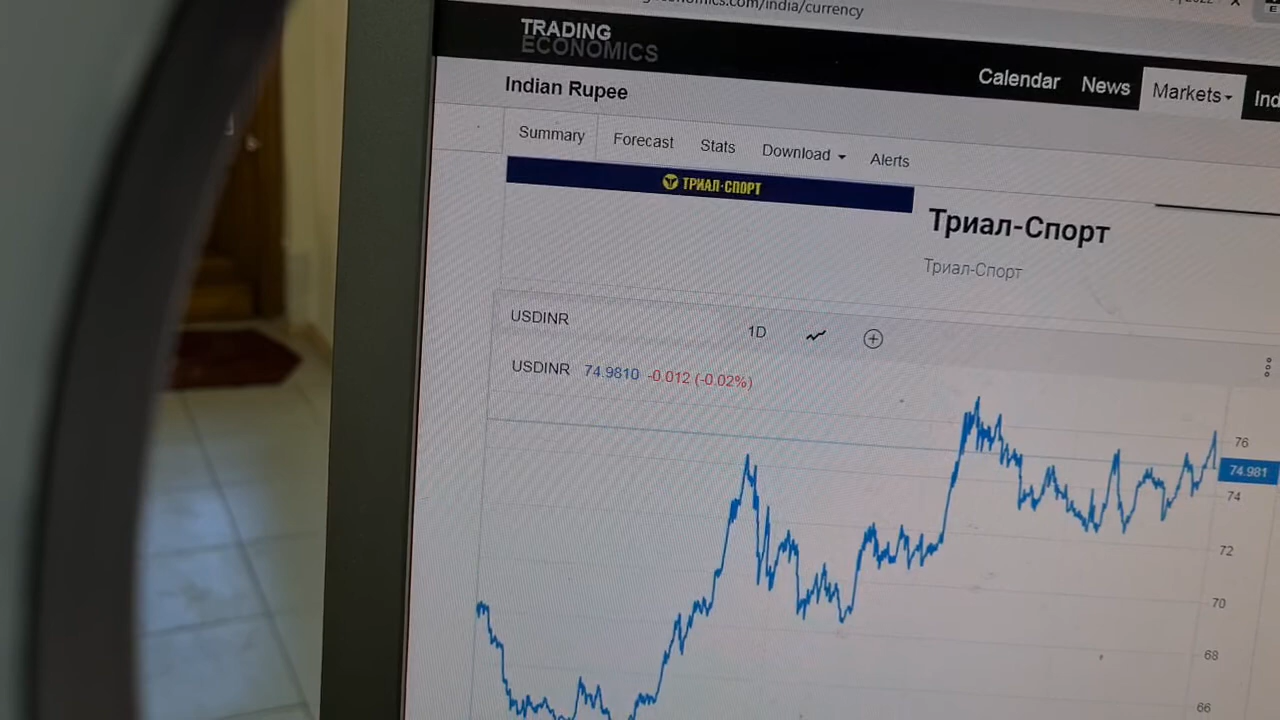 economics.com/india/currency
TRADING
ECONOMICS
Calendar News Markets
Indian Rupee
Summary Forecast Stats Download Alerts
ТРИАЛ-СПОРТ
Триал-Спорт
Триал-Спорт
USDINR 1D
USDINR 74.9810 -0.012 (-0.02%)
76
74.981
74
72
70
68
66